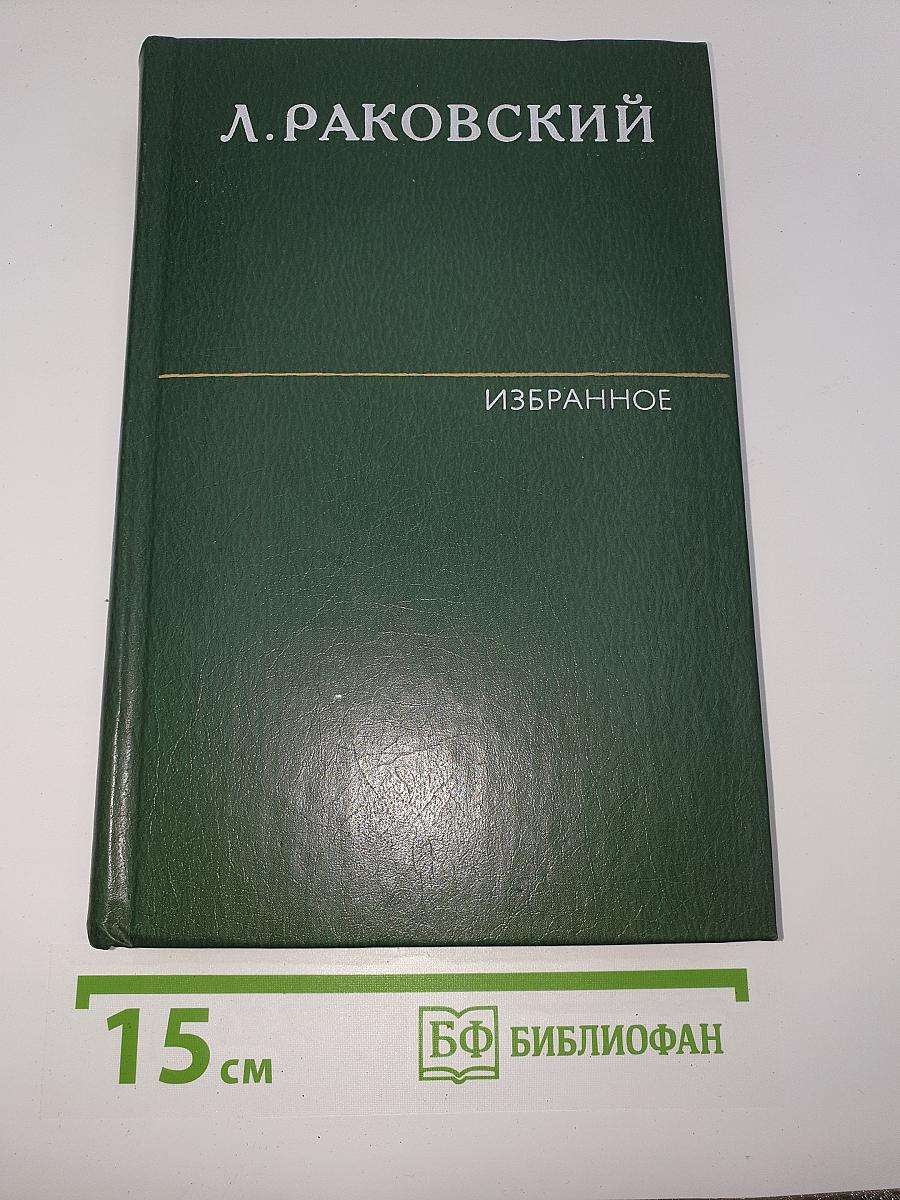 Л. РАКОВСКИЙ
ИЗБРАННОЕ
15 см
БФ БИБЛИОФАН